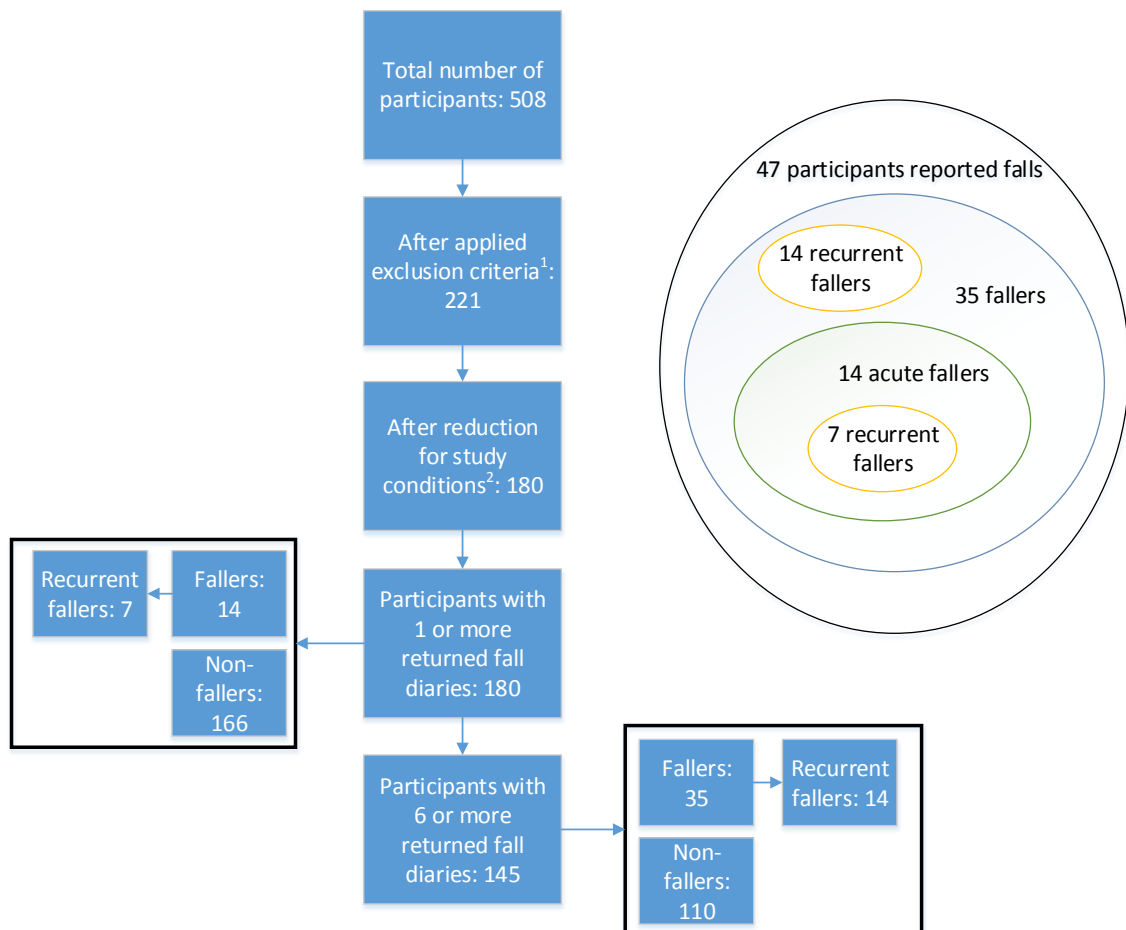 Total number of
participants: 508
After applied
exclusion criteria¹:
221
After reduction
for study
conditions²: 180
Participants with
1 or more
returned fall
diaries: 180
Recurrent
fallers: 7
Fallers:
14
Non-
fallers:
166
Participants with
6 or more
returned fall
diaries: 145
Fallers:
35
Recurrent
fallers: 14
Non-
fallers:
110
47 participants reported falls
14 recurrent
fallers
35 fallers
14 acute fallers
7 recurrent
fallers